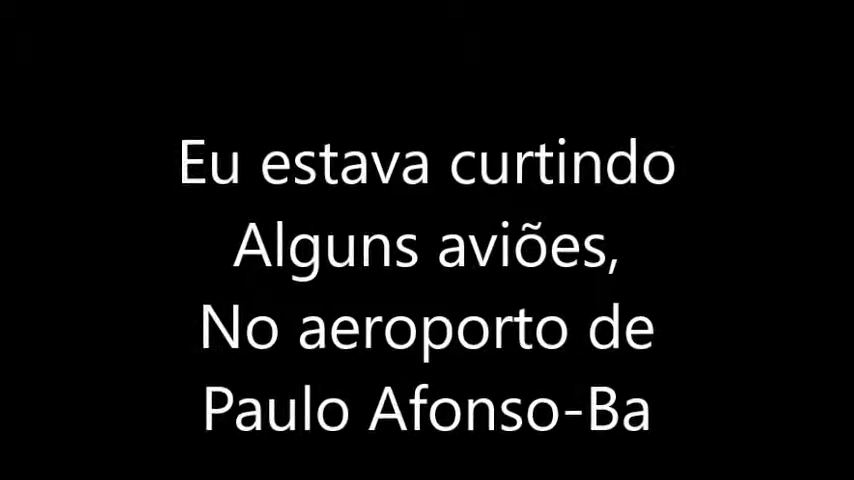 Eu estava curtindo
Alguns aviões,
No aeroporto de
Paulo Afonso-Ba